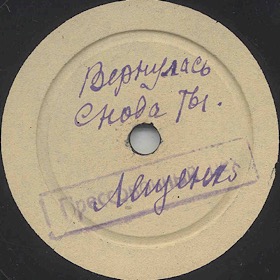 Вернулась
снова ты.
Лещенко